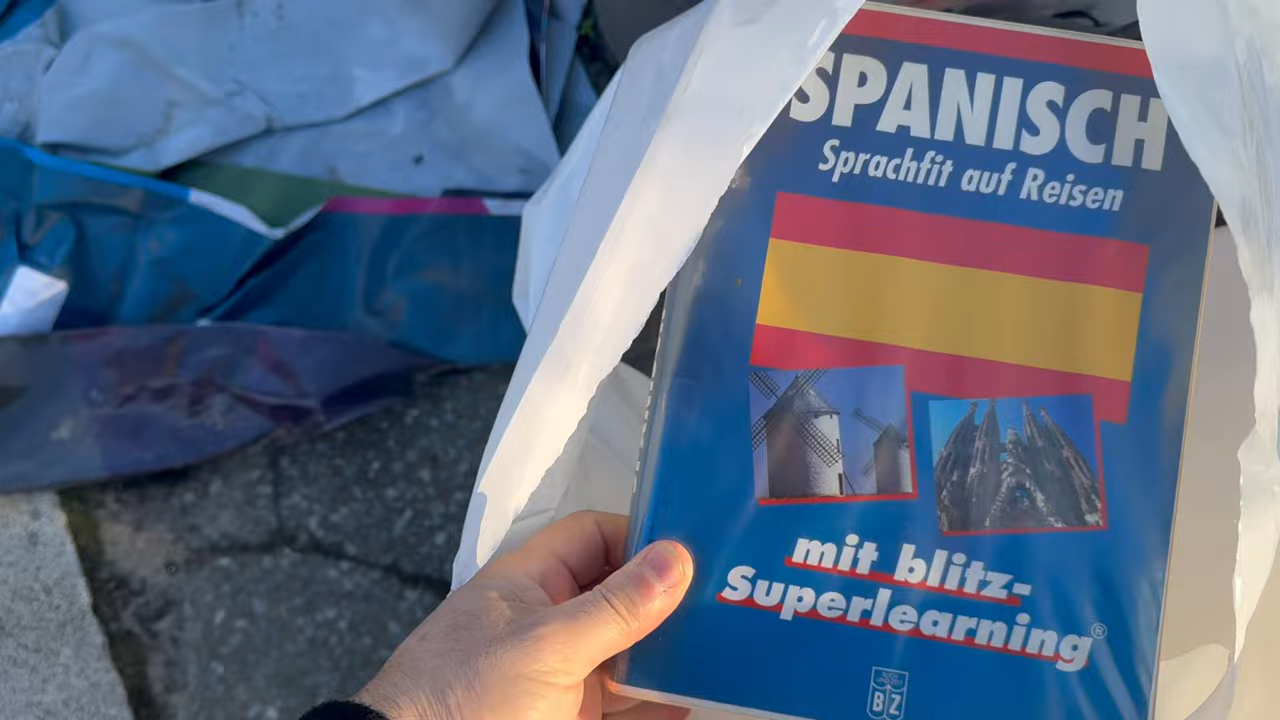 SPANISCH
Sprachfit auf Reisen
mit blitz-
Superlearning®
BZ